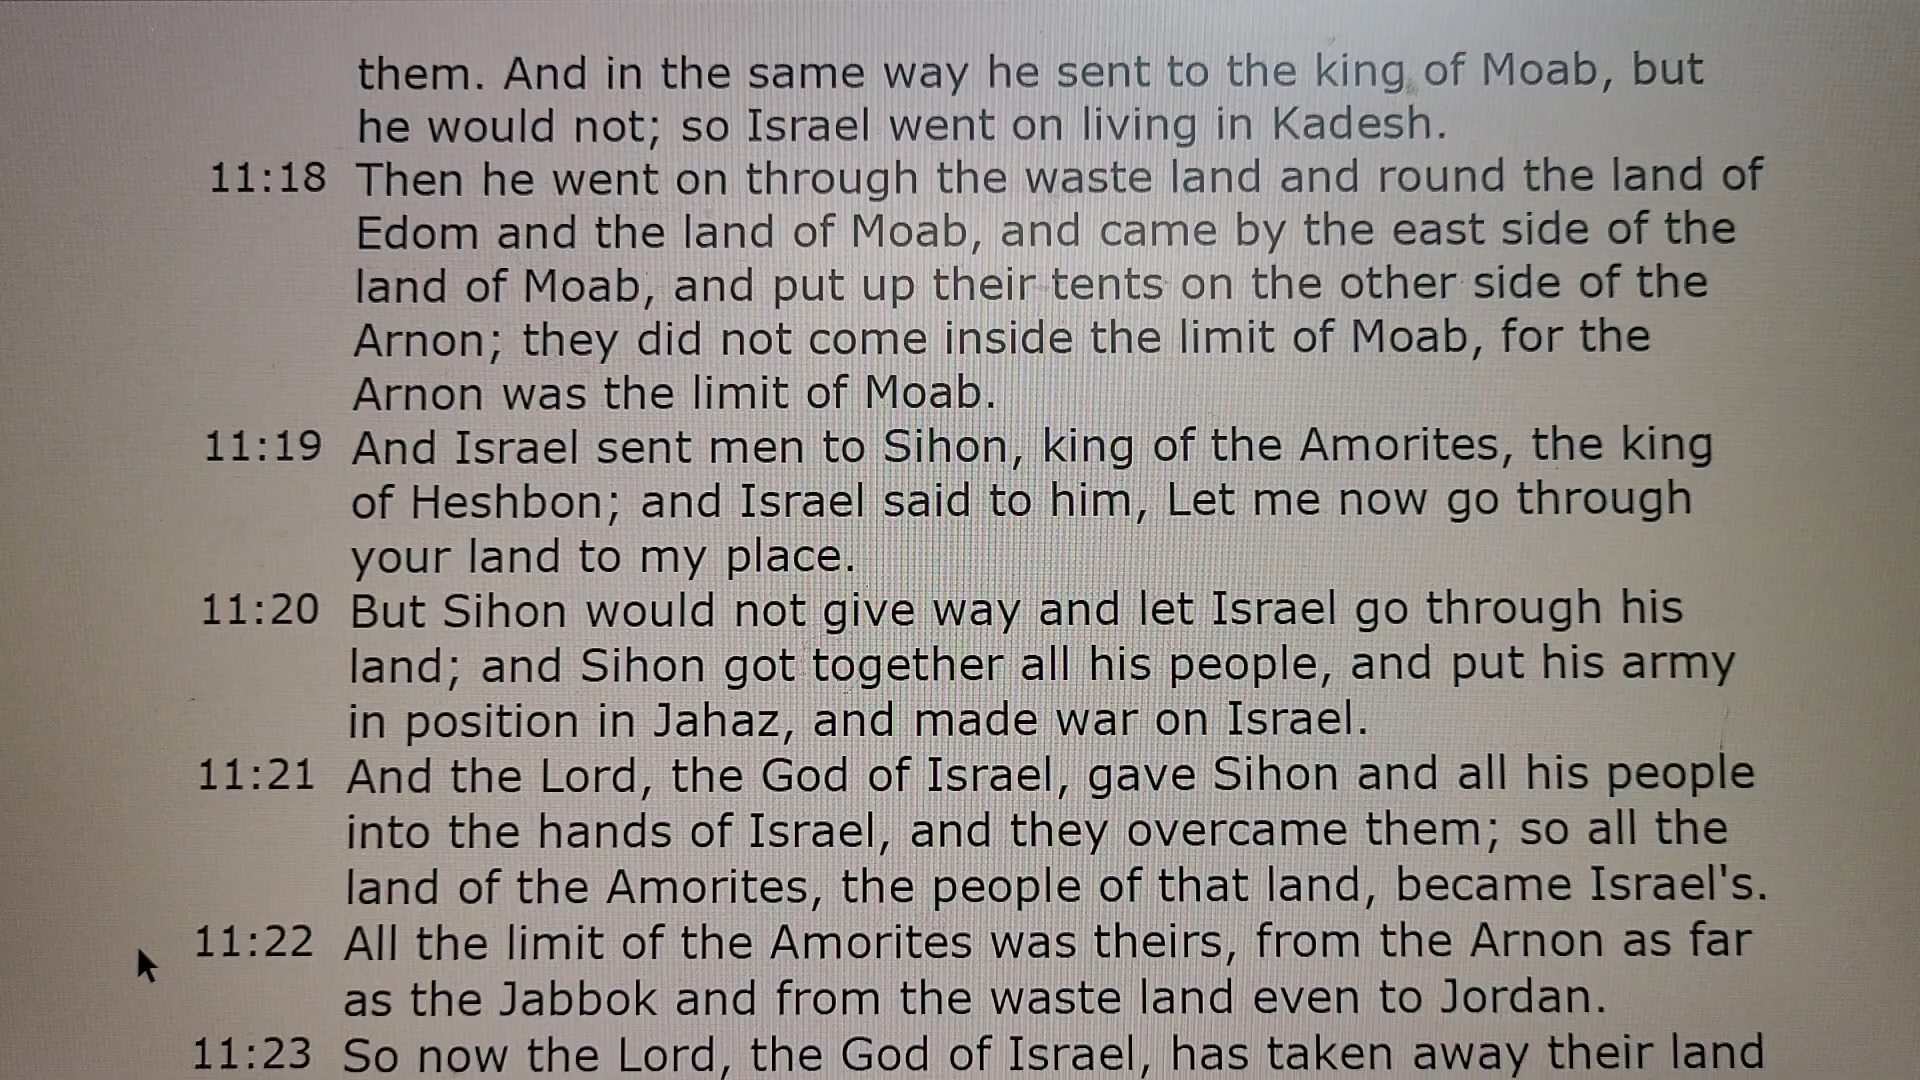 them. And in the same way he sent to the king of Moab, but
he would not; so Israel went on living in Kadesh.
11:18 Then he went on through the waste land and round the land of
Edom and the land of Moab, and came by the east side of the
land of Moab, and put up their tents on the other side of the
Arnon; they did not come inside the limit of Moab, for the
Arnon was the limit of Moab.
11:19 And Israel sent men to Sihon, king of the Amorites, the king
of Heshbon; and Israel said to him, Let me now go through
your land to my place.
11:20 But Sihon would not give way and let Israel go through his
land; and Sihon got together all his people, and put his army
in position in Jahaz, and made war on Israel.
11:21 And the Lord, the God of Israel, gave Sihon and all his people
into the hands of Israel, and they overcame them; so all the
land of the Amorites, the people of that land, became Israel's.
11:22 All the limit of the Amorites was theirs, from the Arnon as far
as the Jabbok and from the waste land even to Jordan.
11:23 So now the Lord, the God of Israel, has taken away their land